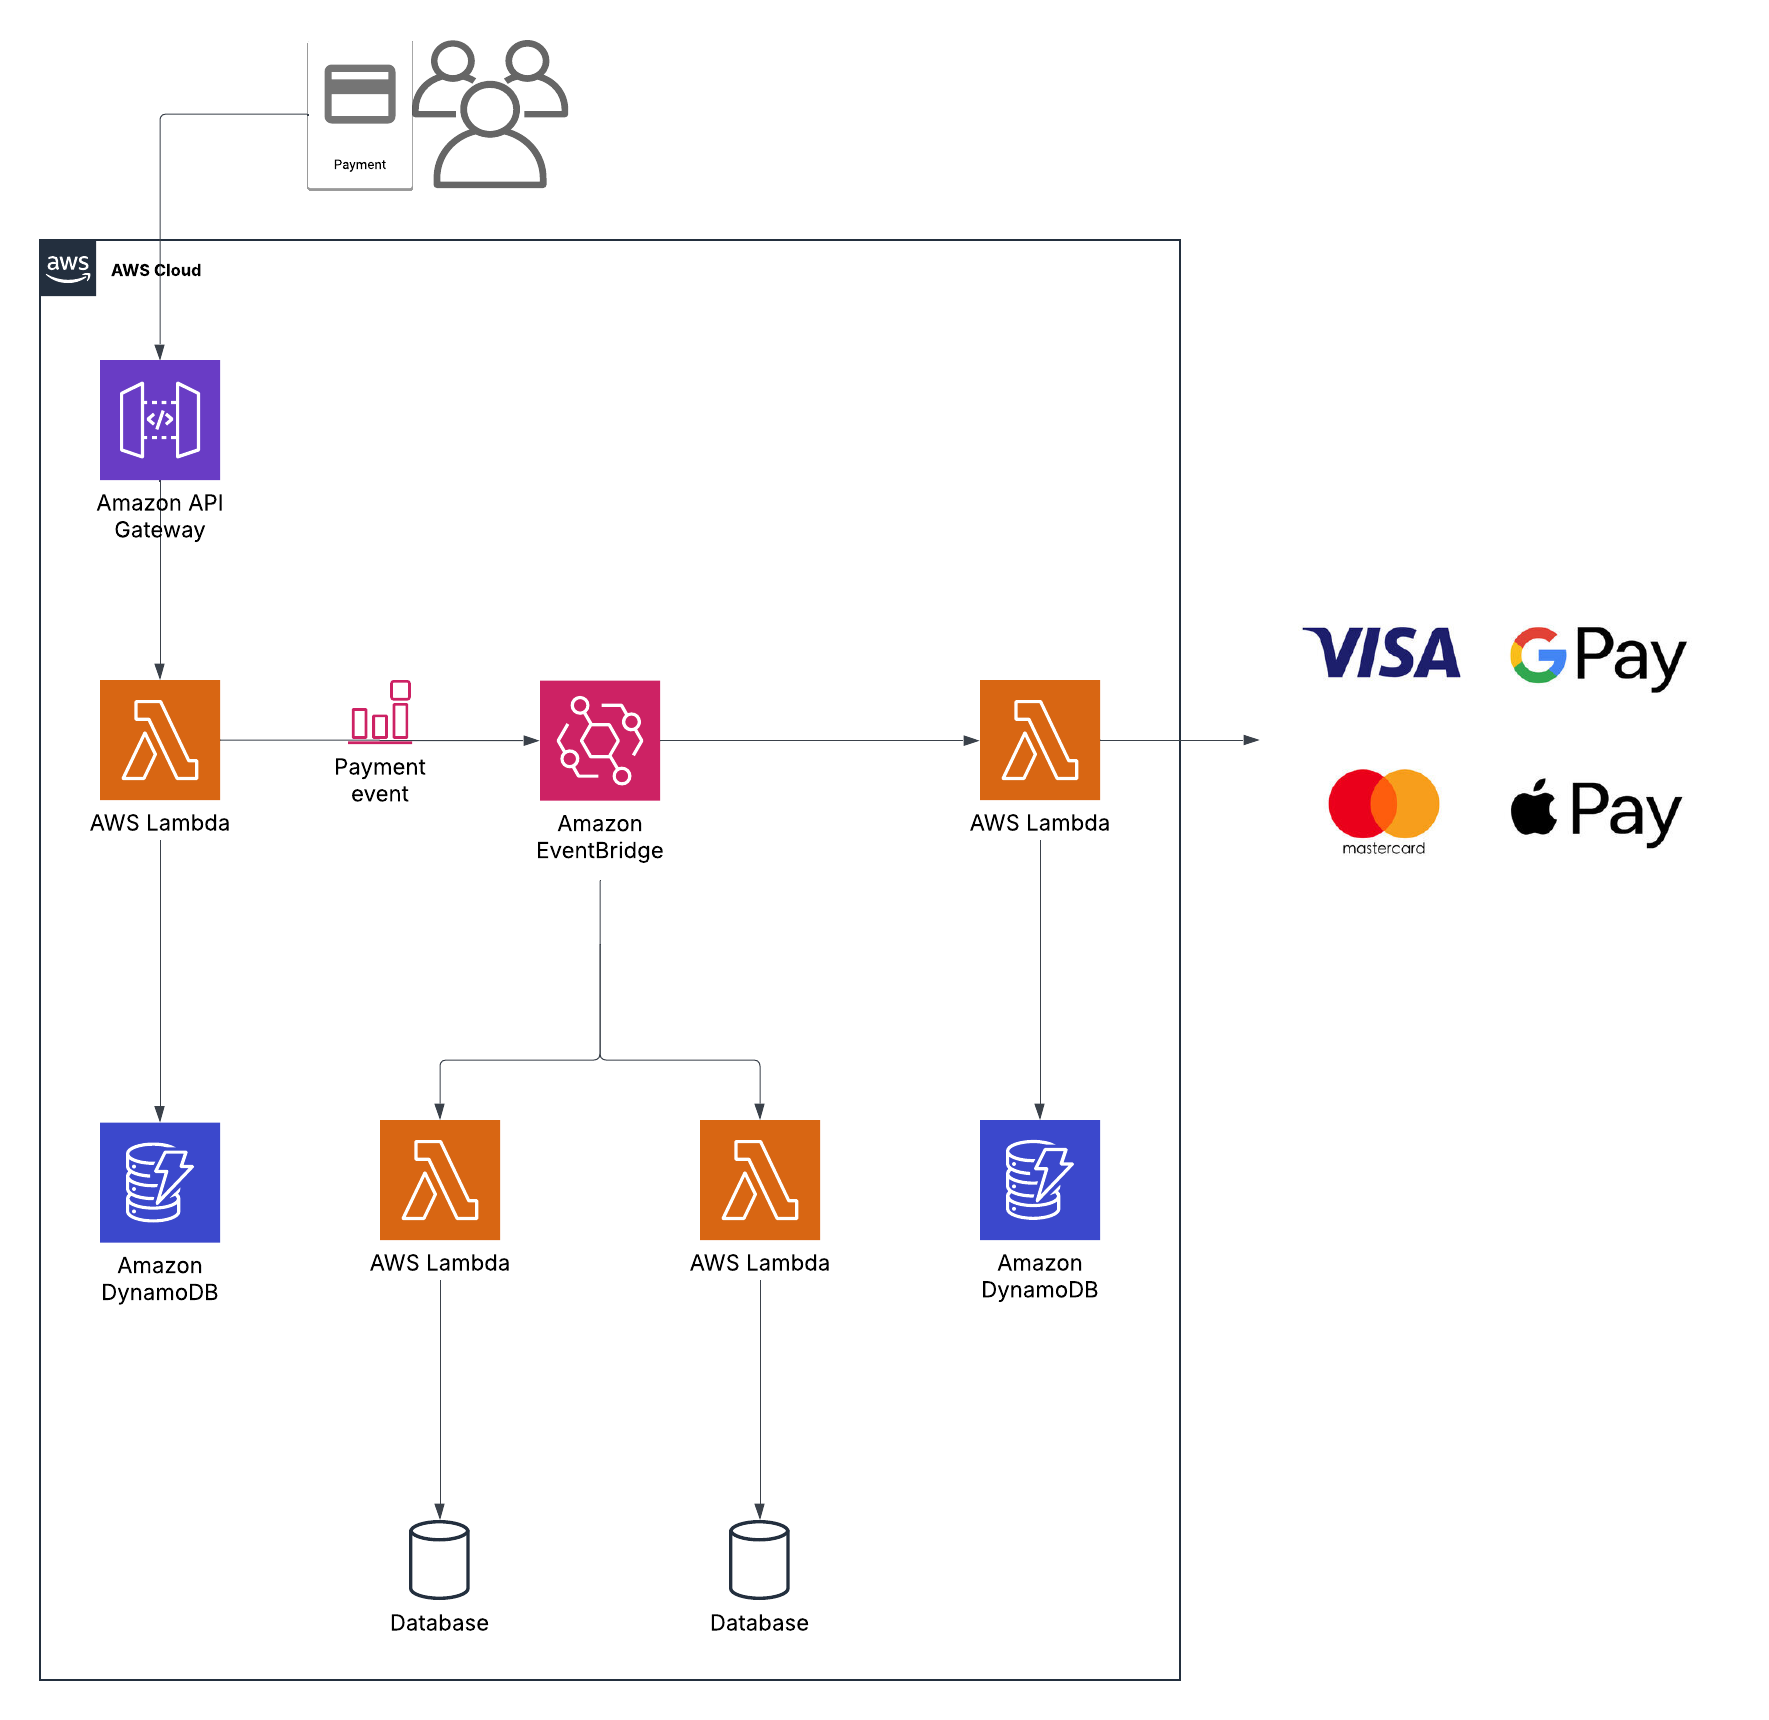 Payment
aws
AWS Cloud
Amazon API
Gateway
</>
VISA
G Pay
Payment
event
AWS Lambda
Amazon
EventBridge
AWS Lambda
mastercard
Pay
Amazon
DynamoDB
AWS Lambda
AWS Lambda
Amazon
DynamoDB
Database
Database